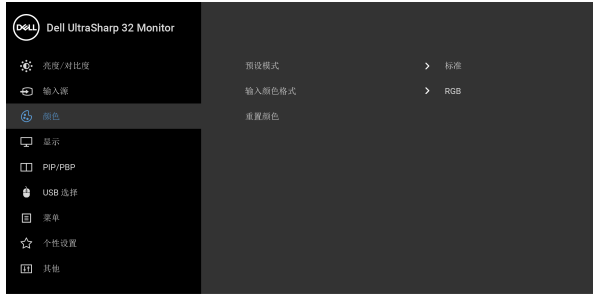 DELL Dell UltraSharp 32 Monitor
亮度/对比度
预设模式 标准
输入源
输入颜色格式 RGB
颜色
重置颜色
显示
PIP/PBP
USB 选择
菜单
个性设置
其他